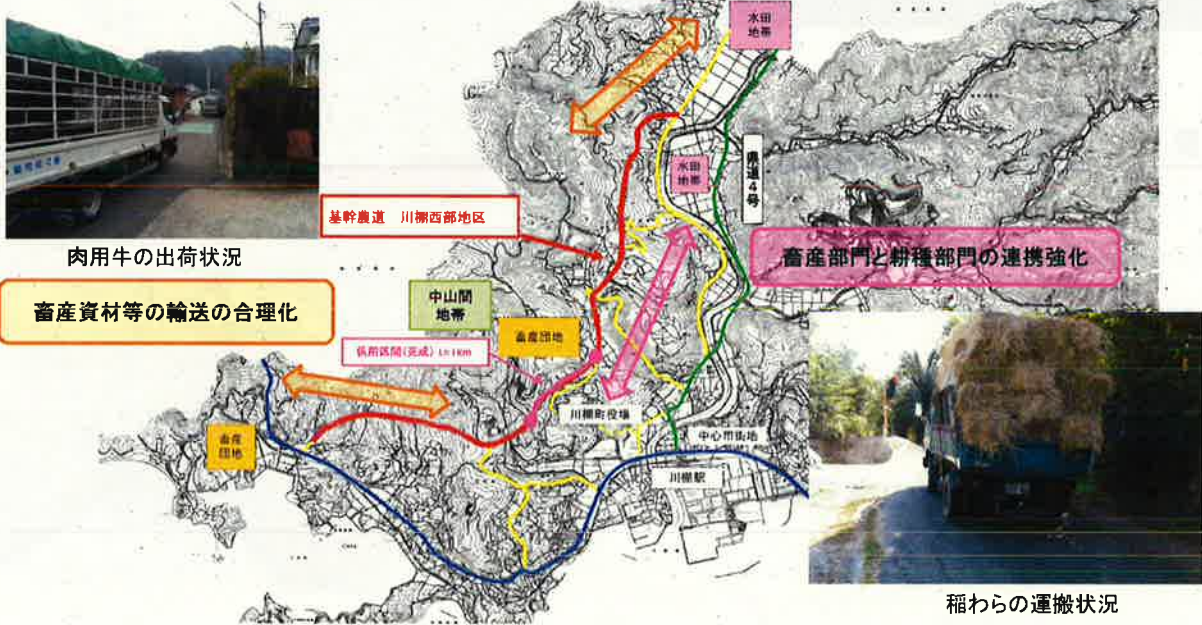 水田
地帯
水田
地帯
県道4号
基幹農道 川棚西部地区
肉用牛の出荷状況
畜産部門と耕種部門の連携強化
畜産資材等の輸送の合理化
中山間
地帯
畜産団地
供用区間(完成) L=1km
川棚町役場
中心市街地
畜産
団地
川棚駅
稲わらの運搬状況